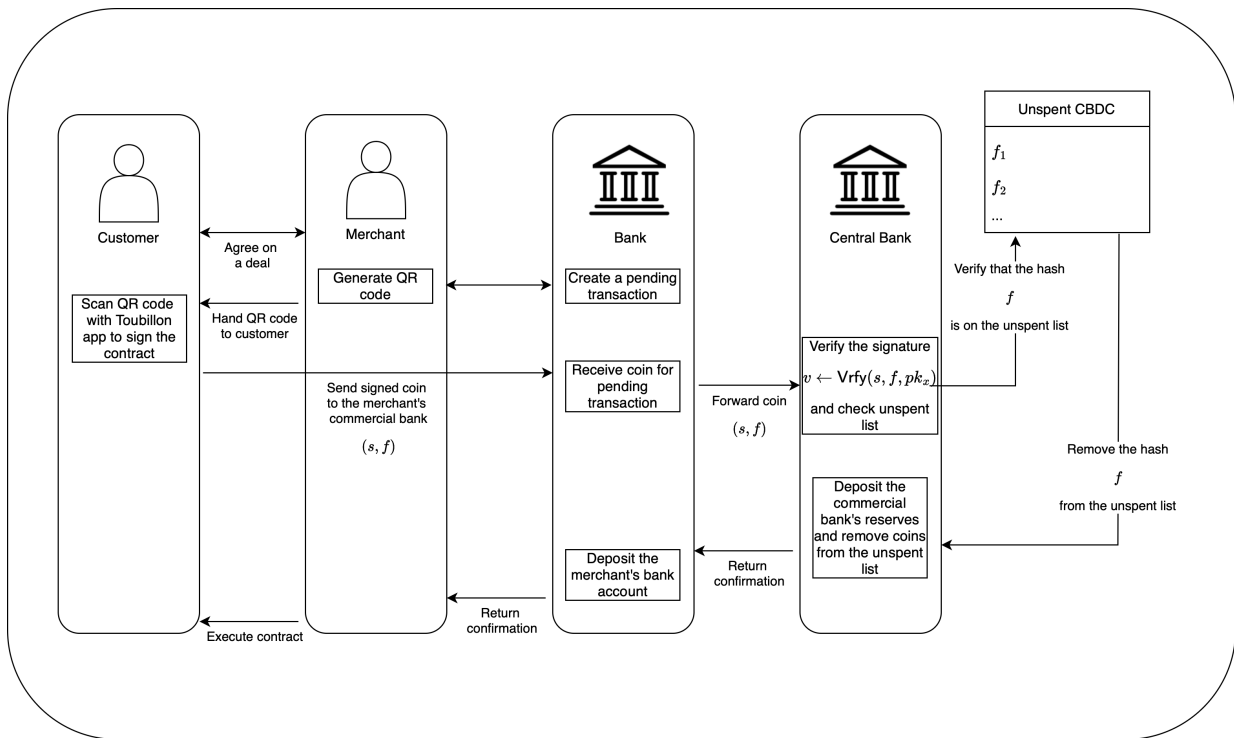 Unspent CBDC
f₁
f₂
...
Customer
Merchant
Bank
Central Bank
Agree on
a deal
Generate QR
code
Create a pending
transaction
Verify that the hash
f
is on the unspent list
Scan QR code
with Toubillon
app to sign the
contract
Hand QR code
to customer
Send signed coin
to the merchant's
commercial bank
(s, f)
Receive coin for
pending
transaction
Forward coin
(s, f)
Verify the signature
v ← Vrfy(s, f, pkₓ)
and check unspent
list
Remove the hash
f
from the unspent list
Deposit the
commercial
bank's reserves
and remove coins
from the unspent
list
Return
confirmation
Deposit the
merchant's bank
account
Return
confirmation
Execute contract